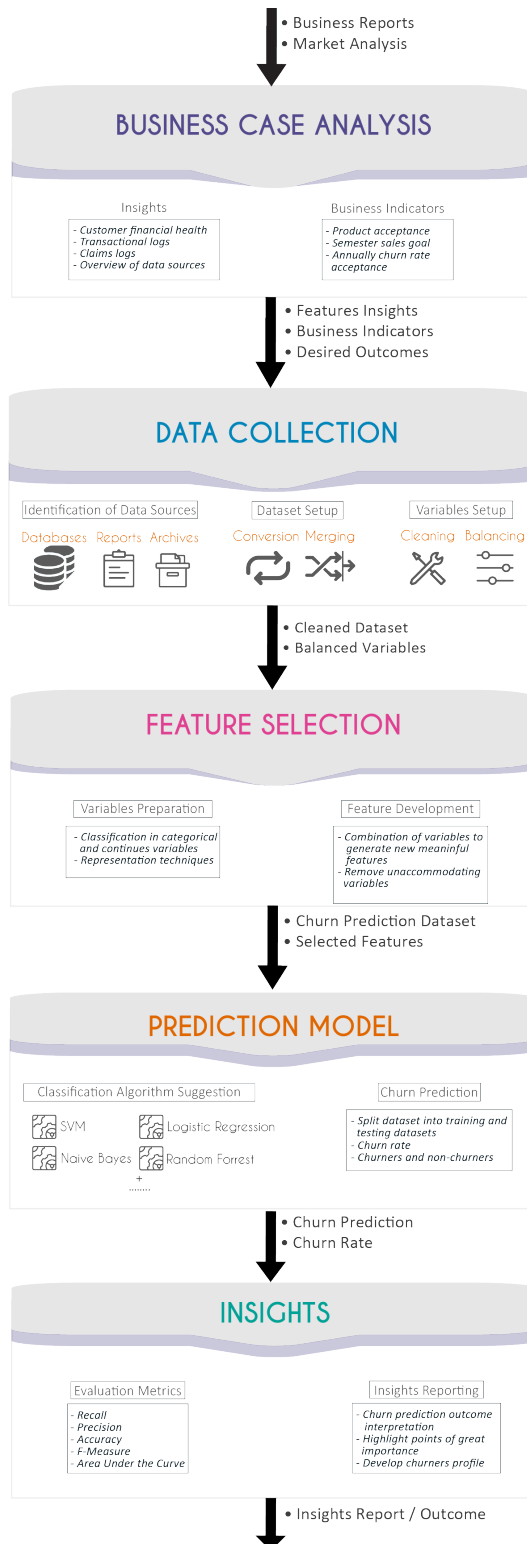 • Business Reports
• Market Analysis
BUSINESS CASE ANALYSIS
Insights
- Customer financial health
- Transactional logs
- Claims logs
- Overview of data sources
Business Indicators
- Product acceptance
- Semester sales goal
- Annually churn rate
acceptance
• Features Insights
• Business Indicators
• Desired Outcomes
DATA COLLECTION
Identification of Data Sources
Databases Reports Archives
Dataset Setup
Conversion Merging
Variables Setup
Cleaning Balancing
• Cleaned Dataset
• Balanced Variables
FEATURE SELECTION
Variables Preparation
- Classification in categorical
and continues variables
- Representation techniques
Feature Development
- Combination of variables to
generate new meaninful
features
- Remove unaccommodating
variables
• Churn Prediction Dataset
• Selected Features
PREDICTION MODEL
Classification Algorithm Suggestion
SVM
Logistic Regression
Naive Bayes
Random Forrest
+
........
Churn Prediction
- Split dataset into training and
testing datasets
- Churn rate
- Churners and non-churners
• Churn Prediction
• Churn Rate
INSIGHTS
Evaluation Metrics
- Recall
- Precision
- Accuracy
- F-Measure
- Area Under the Curve
Insights Reporting
- Churn prediction outcome
interpretation
- Highlight points of great
importance
- Develop churners profile
• Insights Report / Outcome